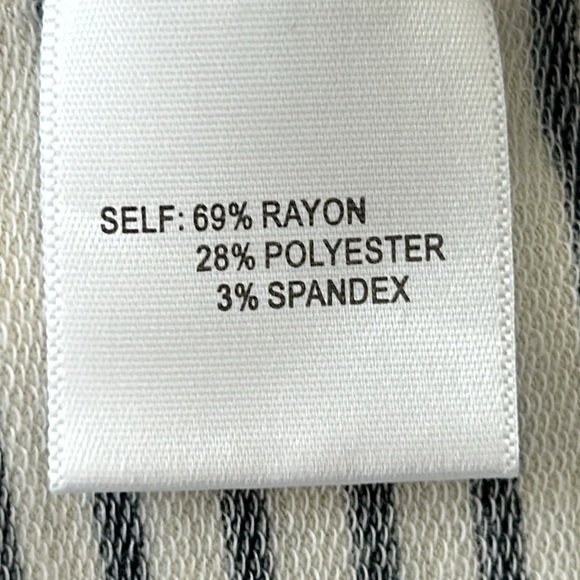 SELF: 69% RAYON
28% POLYESTER
3% SPANDEX